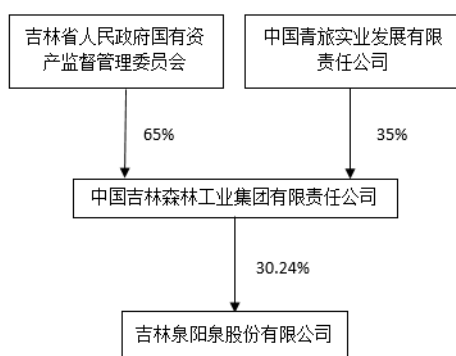 吉林省人民政府国有资
产监督管理委员会
中国青旅实业发展有限
责任公司
65%
35%
中国吉林森林工业集团有限责任公司
30.24%
吉林泉阳泉股份有限公司